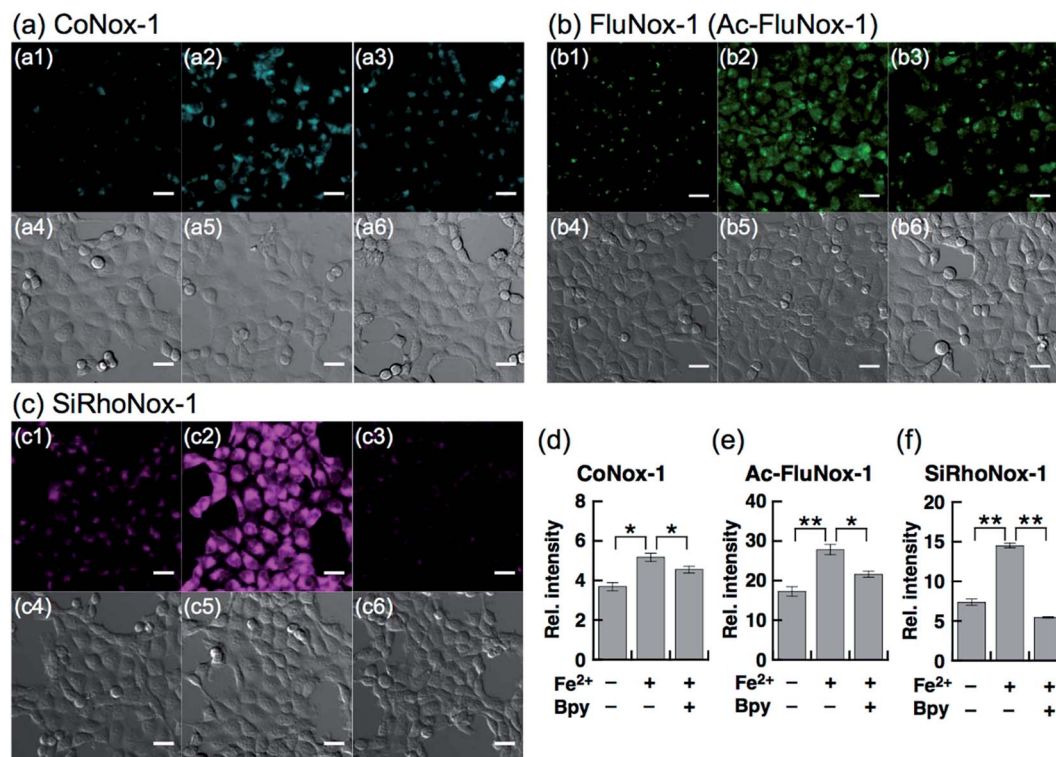 (a) CoNox-1
(a1) (a2) (a3)
(a4) (a5) (a6)
(b) FluNox-1 (Ac-FluNox-1)
(b1) (b2) (b3)
(b4) (b5) (b6)
(c) SiRhoNox-1
(c1) (c2) (c3)
(c4) (c5) (c6)
(d)
CoNox-1
Rel. intensity
8
6
4
2
0
* *
Fe²⁺ − + +
Bpy − − +
(e)
Ac-FluNox-1
Rel. intensity
40
30
20
10
0
** *
Fe²⁺ − + +
Bpy − − +
(f)
SiRhoNox-1
Rel. intensity
20
15
10
5
0
** **
Fe²⁺ − + +
Bpy − − +